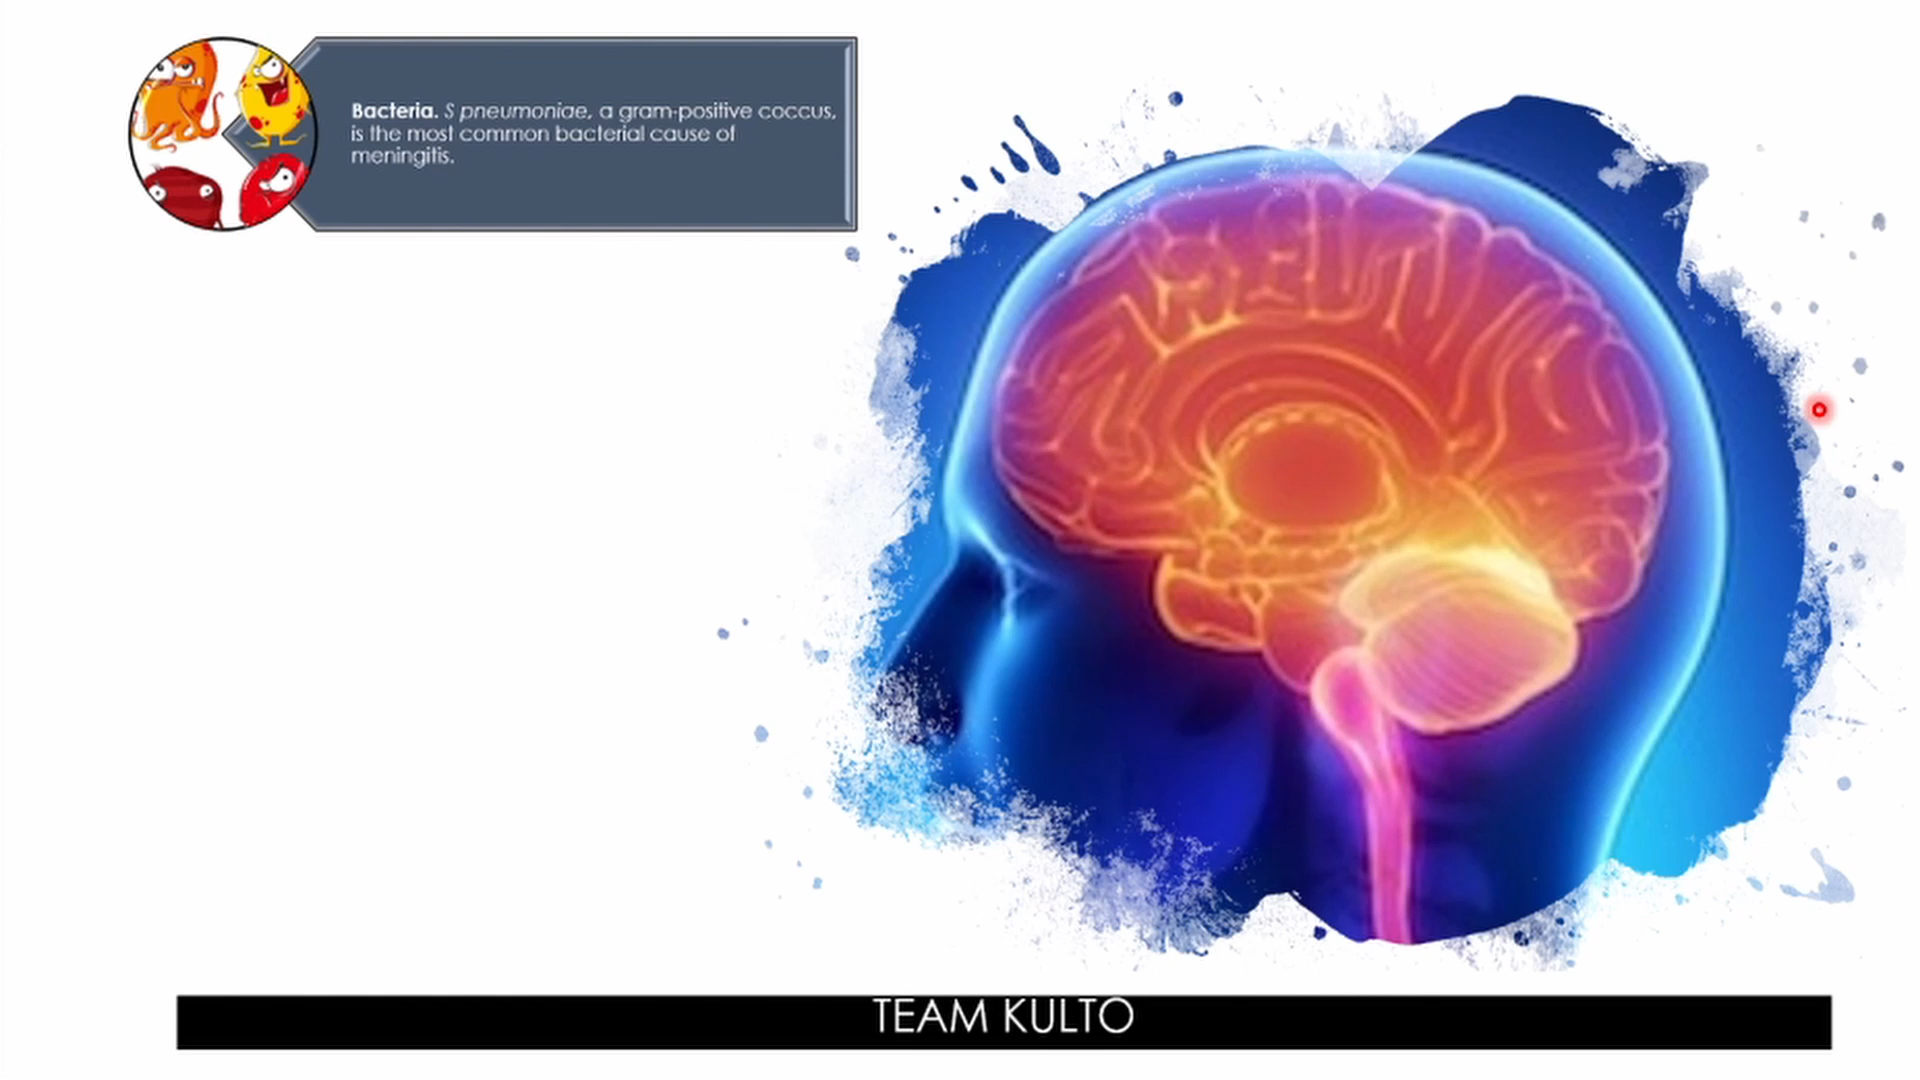 Bacteria. S pneumoniae, a gram-positive coccus,
is the most common bacterial cause of
meningitis.
TEAM KULTO